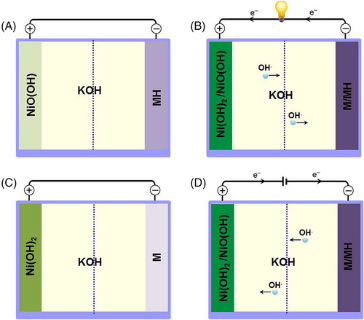 (A)
+
−
NiO(OH)
KOH
MH
(B)
e⁻
e⁻
+
−
Ni(OH)₂/NiO(OH)
OH⁻
KOH
OH⁻
M/MH
(C)
+
−
Ni(OH)₂
KOH
M
(D)
e⁻
e⁻
+
−
Ni(OH)₂/NiO(OH)
OH⁻
KOH
OH⁻
M/MH